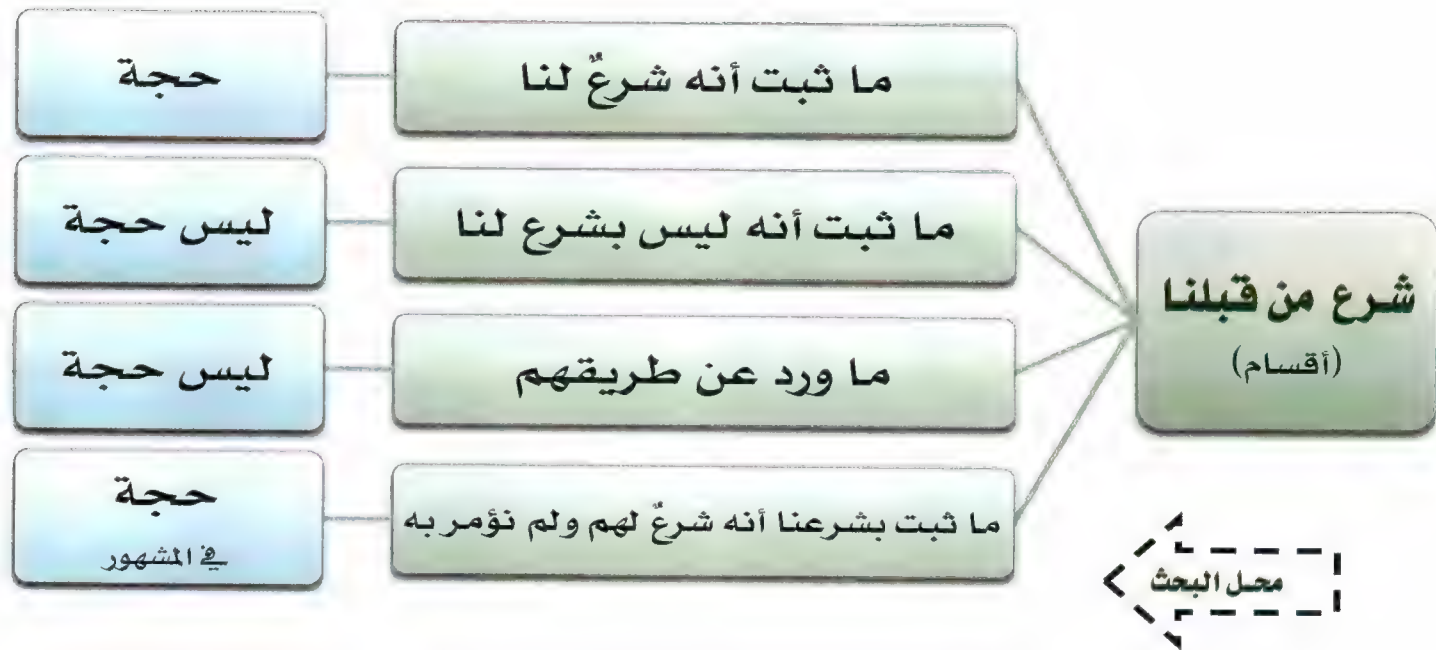 شرع من قبلنا
(أقسام)
ما ثبت أنه شرعٌ لنا
حجة
ما ثبت أنه ليس بشرع لنا
ليس حجة
ما ورد عن طريقهم
ليس حجة
ما ثبت بشرعنا أنه شرعٌ لهم ولم نؤمر به
حجة
في المشهور
محل البحث